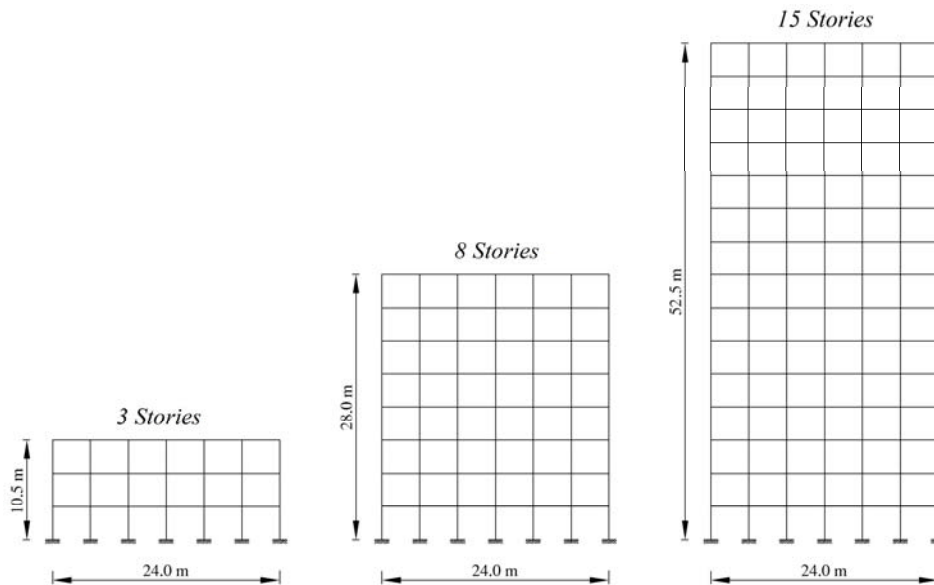 15 Stories
8 Stories
3 Stories
10.5 m
28.0 m
52.5 m
24.0 m
24.0 m
24.0 m